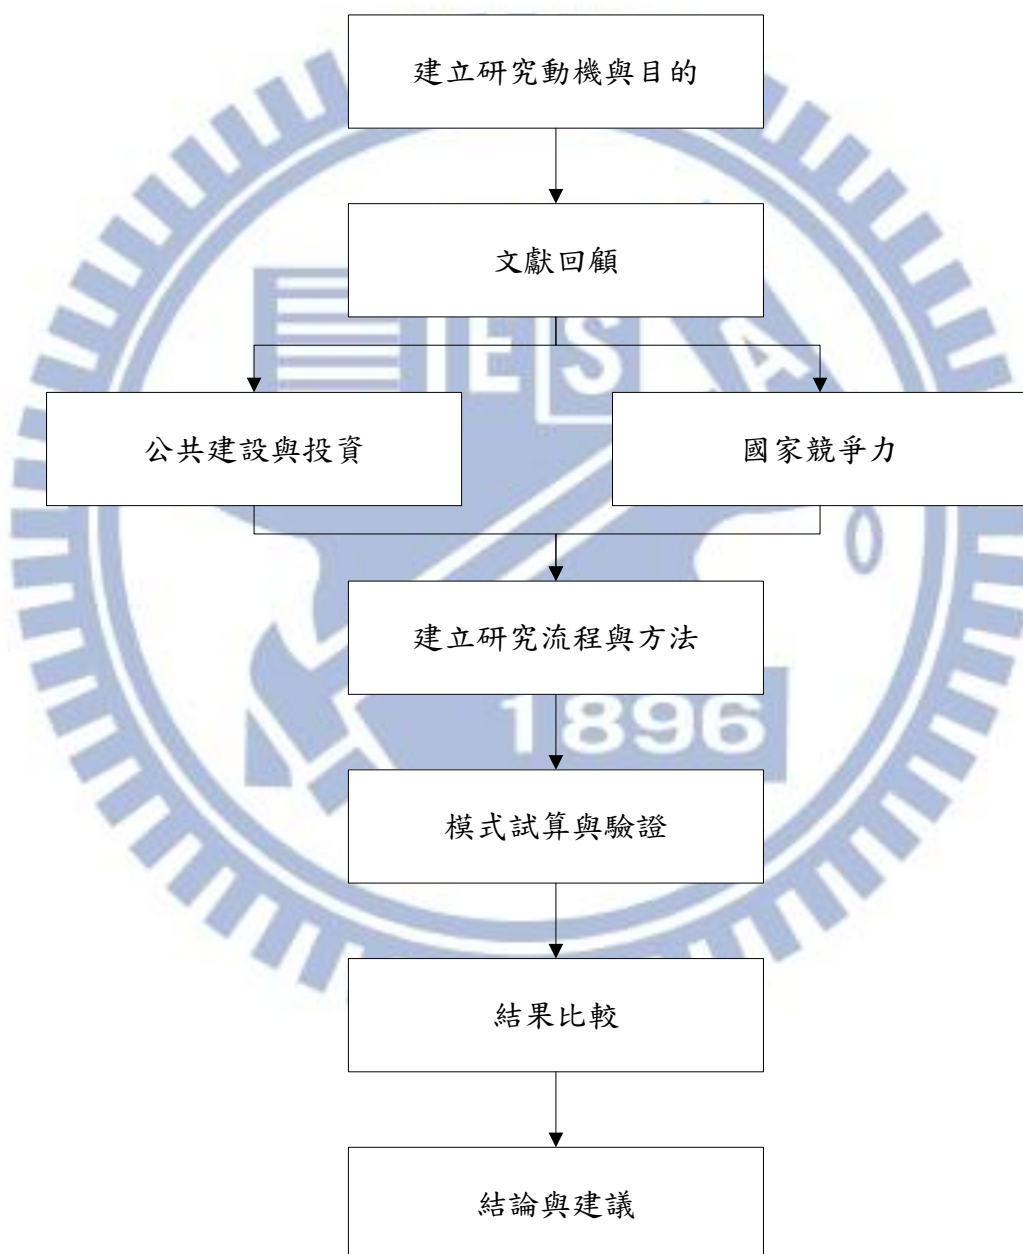 建立研究動機與目的
文獻回顧
E S A
公共建設與投資
國家競爭力
建立研究流程與方法
1896
模式試算與驗證
結果比較
結論與建議